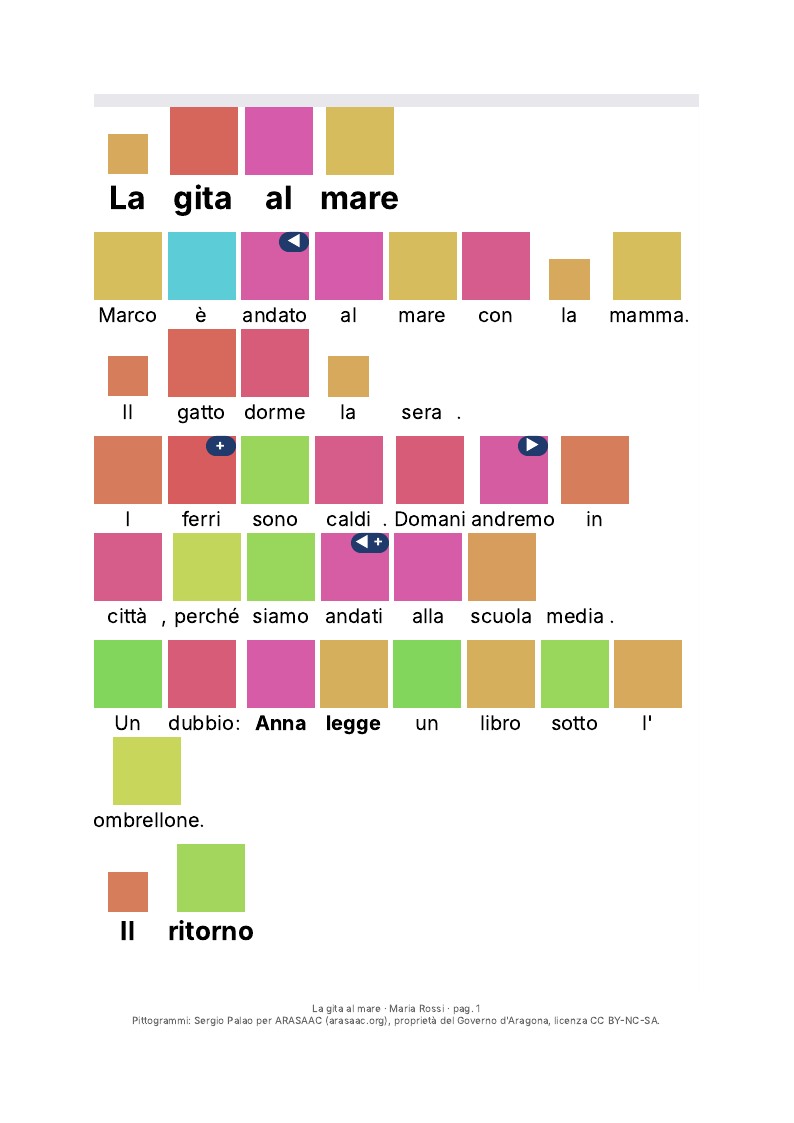 La gita al mare
Marco è andato al mare con la mamma.
Il gatto dorme la sera .
I ferri sono caldi . Domani andremo in
città , perché siamo andati alla scuola media .
Un dubbio: Anna legge un libro sotto l'
ombrellone.
Il ritorno
La gita al mare · Maria Rossi · pag. 1
Pittogrammi: Sergio Palao per ARASAAC (arasaac.org), proprietà del Governo d'Aragona, licenza CC BY-NC-SA.